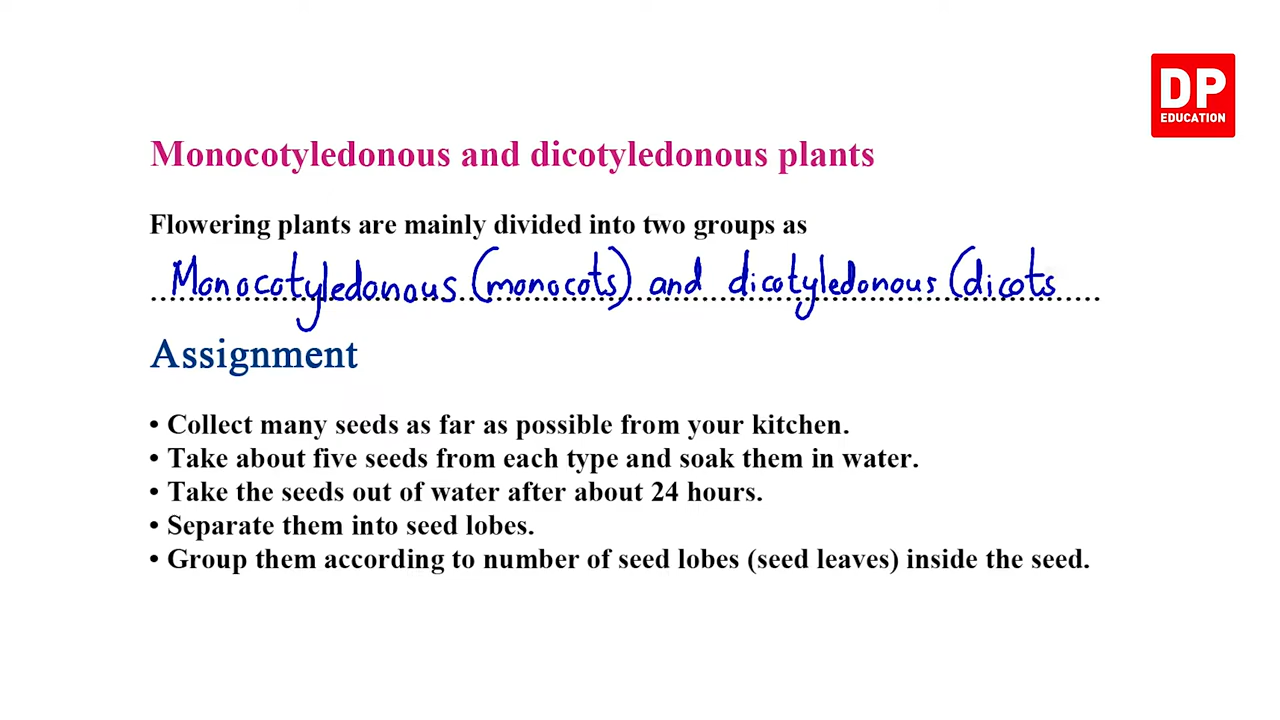 DP
EDUCATION
Monocotyledonous and dicotyledonous plants
Flowering plants are mainly divided into two groups as
Monocotyledonous (monocots) and dicotyledonous (dicots
Assignment
• Collect many seeds as far as possible from your kitchen.
• Take about five seeds from each type and soak them in water.
• Take the seeds out of water after about 24 hours.
• Separate them into seed lobes.
• Group them according to number of seed lobes (seed leaves) inside the seed.